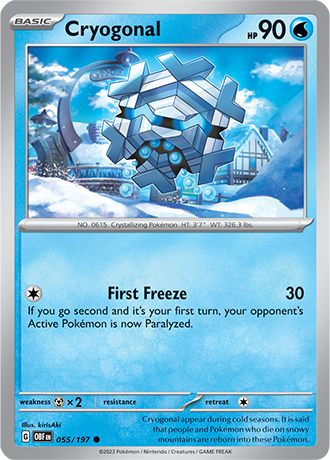 BASIC
Cryogonal
HP 90
NO. 0615 Crystallizing Pokémon HT: 3'7" WT: 326.3 lbs.
First Freeze 30
If you go second and it's your first turn, your opponent's
Active Pokémon is now Paralyzed.
weakness ×2 resistance retreat
Illus. kirisAki
G OBF EN 055/197
Cryogonal appear during cold seasons. It is said
that people and Pokémon who die on snowy
mountains are reborn into these Pokémon.
©2023 Pokémon / Nintendo / Creatures / GAME FREAK